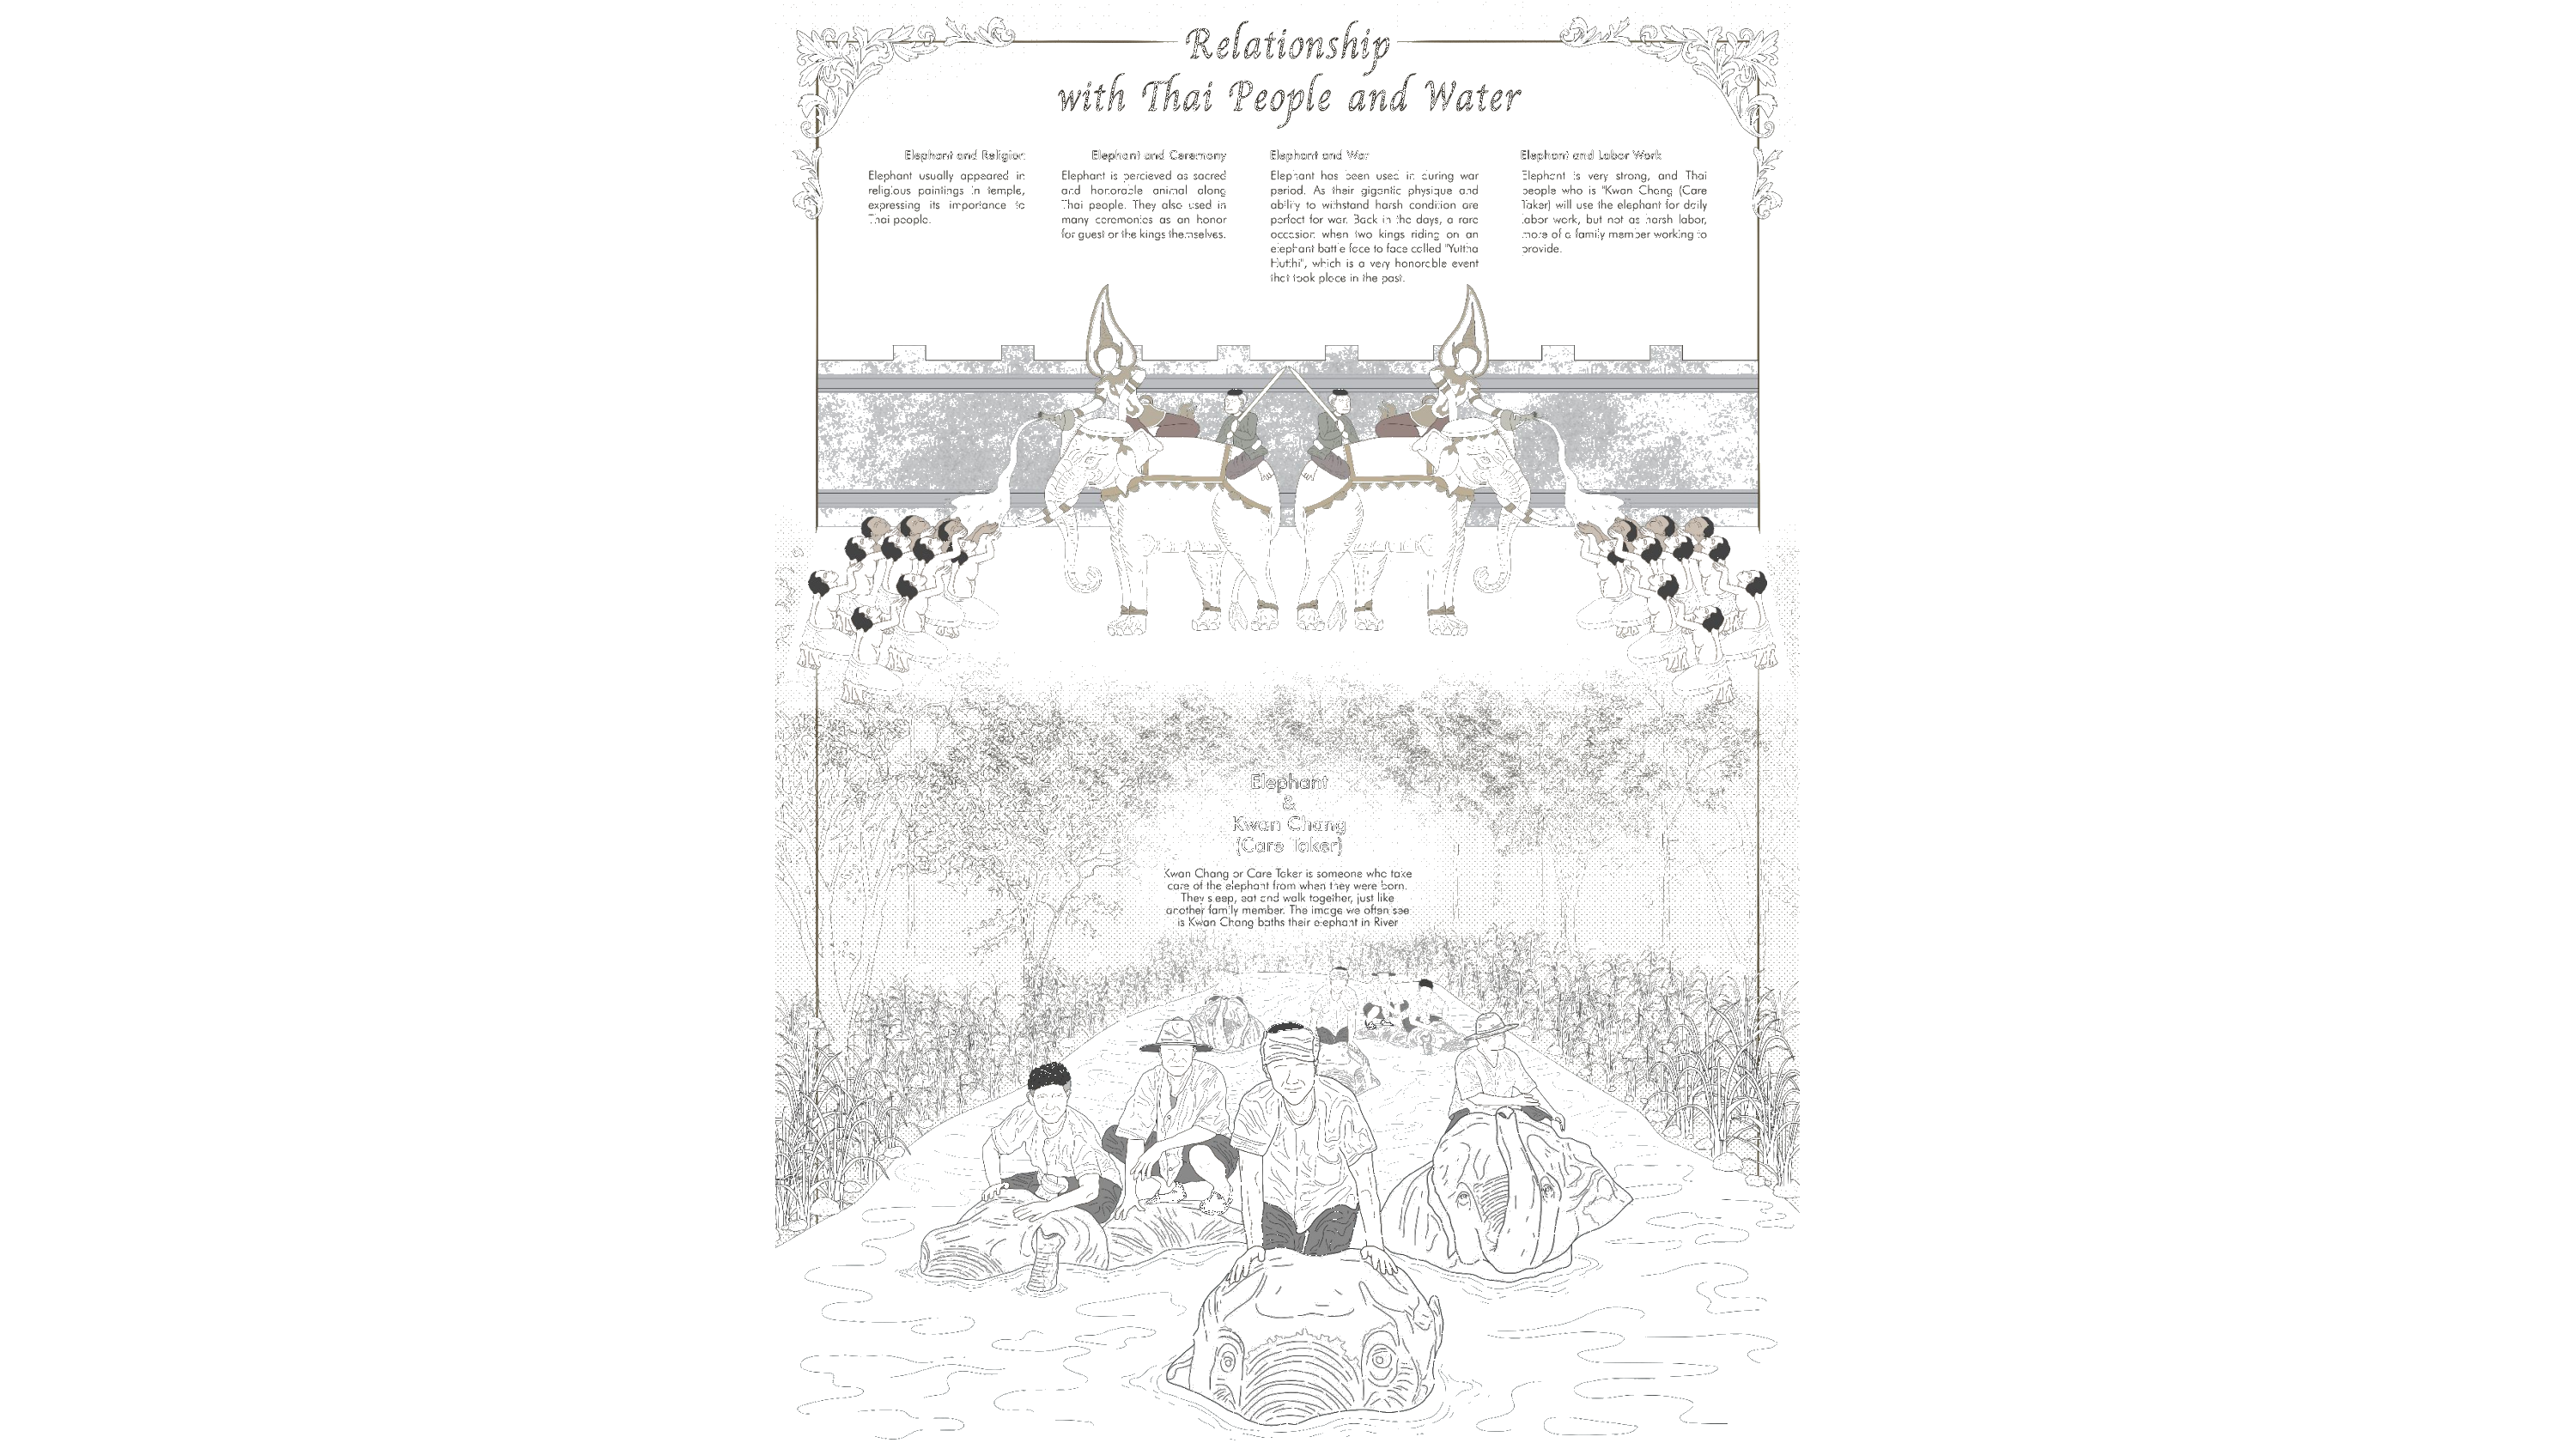 Relationship
with Thai People and Water
Elephant and Religion
Elephant usually appeared in
religious paintings in temple,
expressing its importance to
Thai people.
Elephant and Ceremony
Elephant is percieved as sacred
and honorable animal along
Thai people. They also used in
many ceremonies as an honor
for guest or the kings themselves.
Elephant and War
Elephant has been used in during war
period. As their gigantic physique and
ability to withstand harsh condition are
perfect for war. Back in the days, a rare
occasion when two kings riding on an
elephant battle face to face called "Yuttha
Hutthi", which is a very honorable event
that took place in the past.
Elephant and Labor Work
Elephant is very strong, and Thai
people who is "Kwan Chang (Care
Taker) will use the elephant for daily
labor work, but not as harsh labor,
more of a family member working to
provide.
Elephant
&
Kwan Chang
(Care Taker)
Kwan Chang or Care Taker is someone who take
care of the elephant from when they were born.
They sleep, eat and walk together, just like
another family member. The image we often see
is Kwan Chang baths their elephant in River